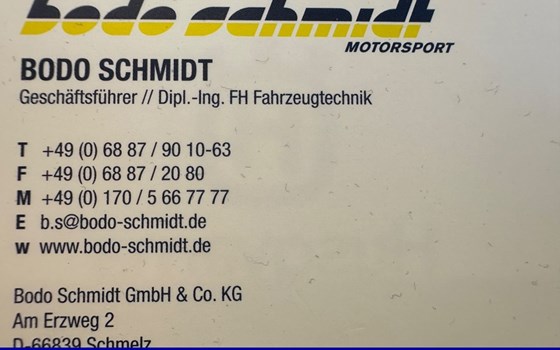 bodo schmidt
MOTORSPORT
BODO SCHMIDT
Geschäftsführer // Dipl.-Ing. FH Fahrzeugtechnik
T +49 (0) 68 87 / 90 10-63
F +49 (0) 68 87 / 20 80
M +49 (0) 170 / 5 66 77 77
E b.s@bodo-schmidt.de
w www.bodo-schmidt.de
Bodo Schmidt GmbH & Co. KG
Am Erzweg 2
D-66839 Schmelz